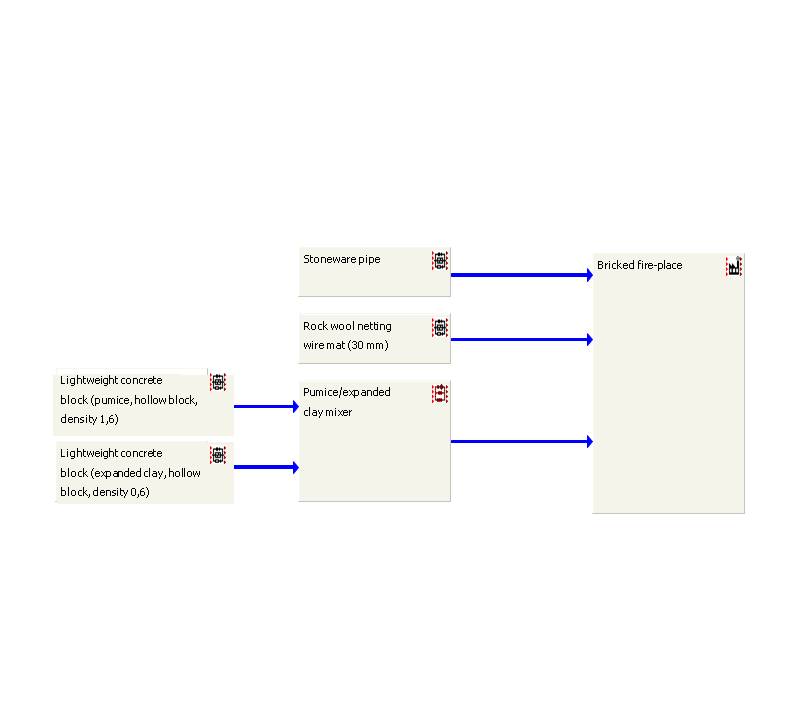 Stoneware pipe
Bricked fire-place
Rock wool netting
wire mat (30 mm)
Lightweight concrete
block (pumice, hollow block,
density 1,6)
Pumice/expanded
clay mixer
Lightweight concrete
block (expanded clay, hollow
block, density 0,6)